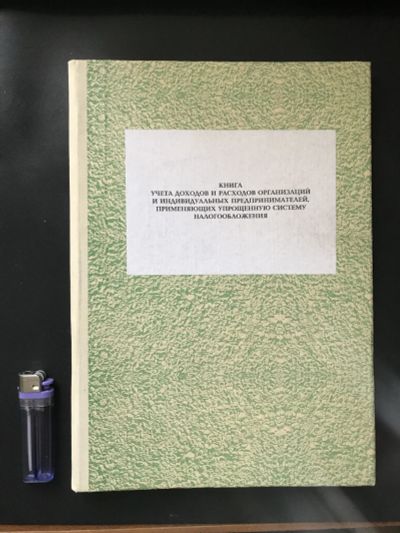 КНИГА
УЧЕТА ДОХОДОВ И РАСХОДОВ ОРГАНИЗАЦИЙ
И ИНДИВИДУАЛЬНЫХ ПРЕДПРИНИМАТЕЛЕЙ,
ПРИМЕНЯЮЩИХ УПРОЩЕННУЮ СИСТЕМУ
НАЛОГООБЛОЖЕНИЯ